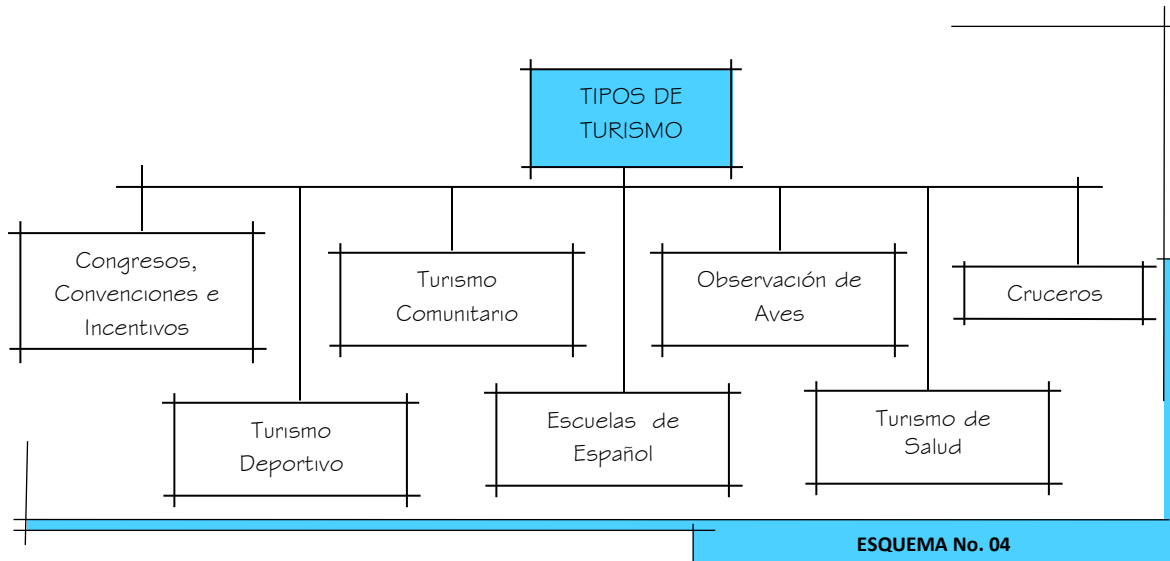 TIPOS DE
TURISMO
Congresos,
Convenciones e
Incentivos
Turismo
Comunitario
Observación de
Aves
Cruceros
Turismo
Deportivo
Escuelas de
Español
Turismo de
Salud
ESQUEMA No. 04